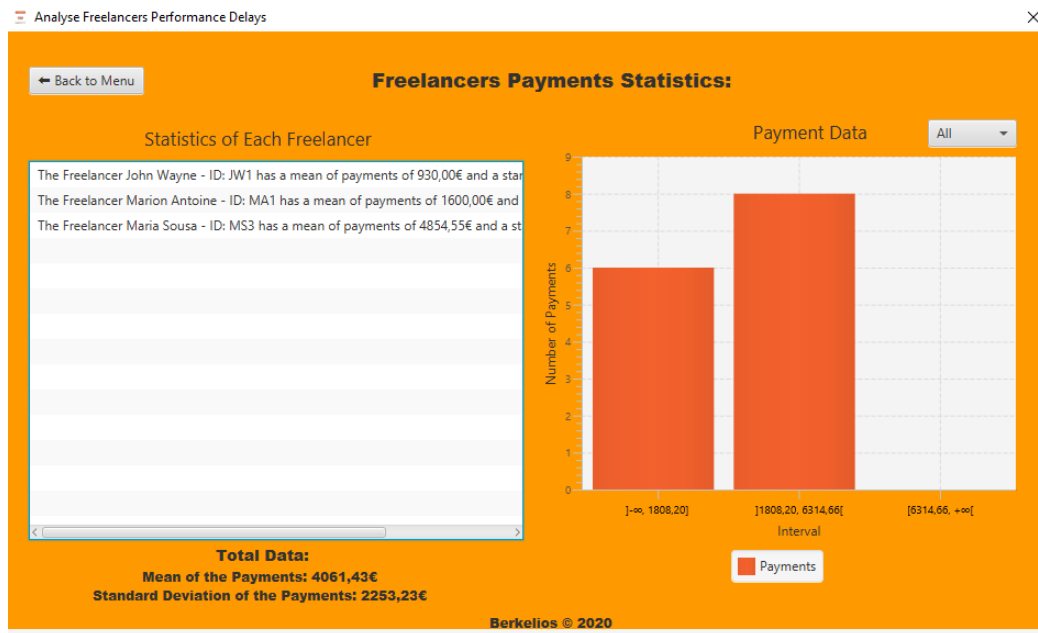 Analyse Freelancers Performance Delays
Back to Menu
Freelancers Payments Statistics:
Statistics of Each Freelancer
The Freelancer John Wayne - ID: JW1 has a mean of payments of 930,00€ and a star
The Freelancer Marion Antoine - ID: MA1 has a mean of payments of 1600,00€ and
The Freelancer Maria Sousa - ID: MS3 has a mean of payments of 4854,55€ and a st
Total Data:
Mean of the Payments: 4061,43€
Standard Deviation of the Payments: 2253,23€
Payment Data
All
Number of Payments
9
8
7
6
5
4
3
2
1
0
]-∞, 1808,20]
]1808,20, 6314,66[
[6314,66, +∞[
Interval
Payments
Berkelios © 2020